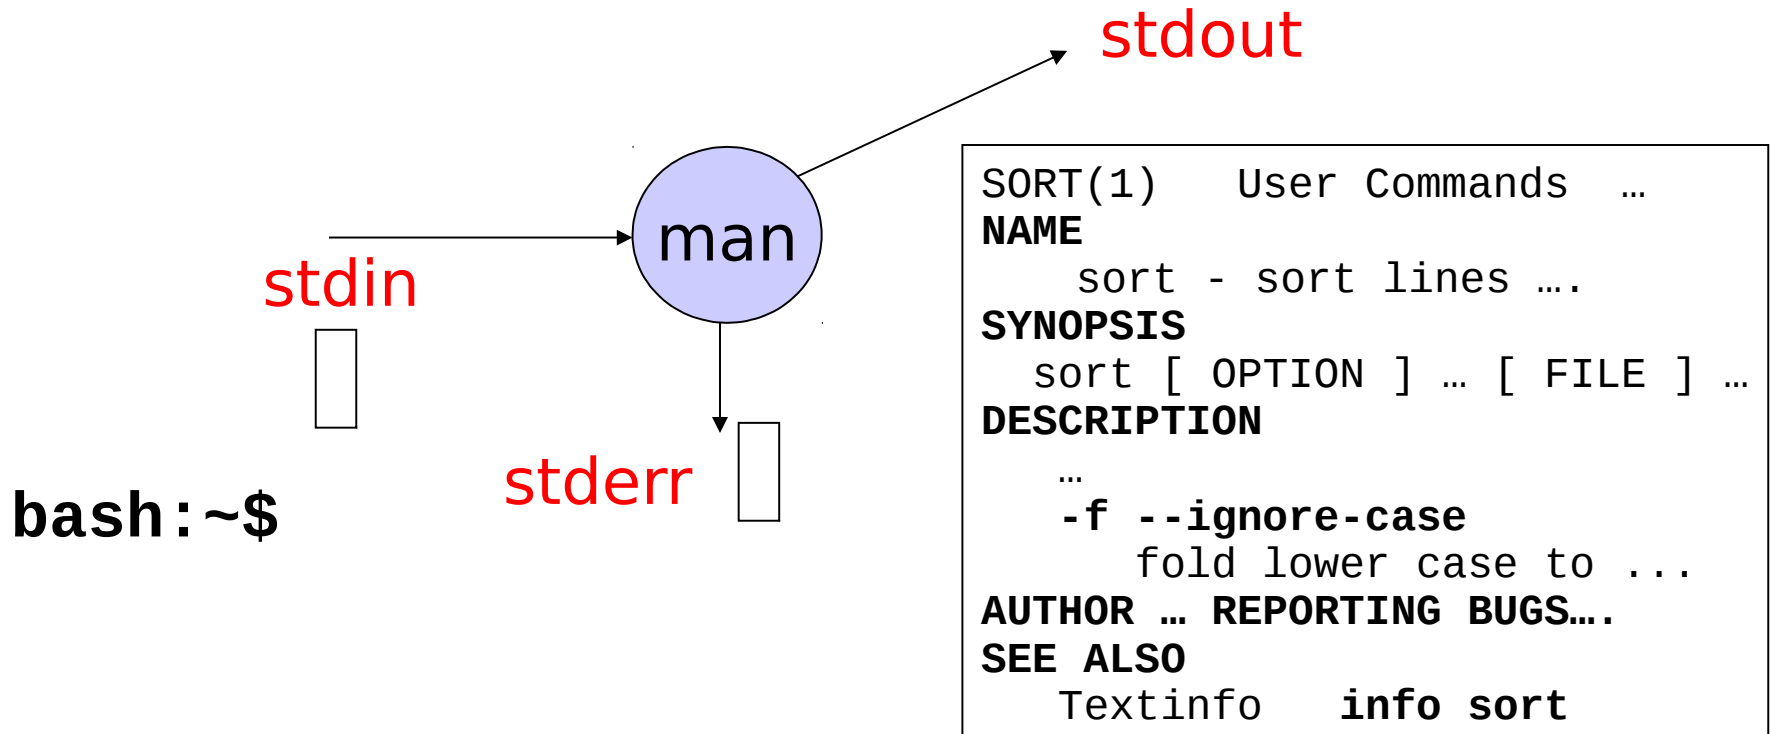 stdout
man
stdin
stderr
bash:~$
SORT(1)   User Commands  …
NAME
sort - sort lines ….
SYNOPSIS
sort [ OPTION ] … [ FILE ] …
DESCRIPTION
…
-f --ignore-case
fold lower case to ...
AUTHOR … REPORTING BUGS….
SEE ALSO
Textinfo   info sort